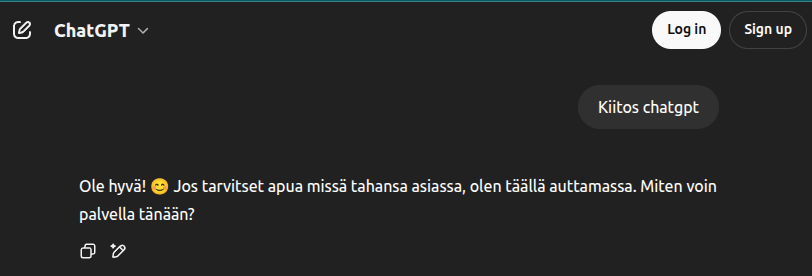 ChatGPT
Log in
Sign up
Kiitos chatgpt
Ole hyvä! 😊 Jos tarvitset apua missä tahansa asiassa, olen täällä auttamassa. Miten voin
palvella tänään?